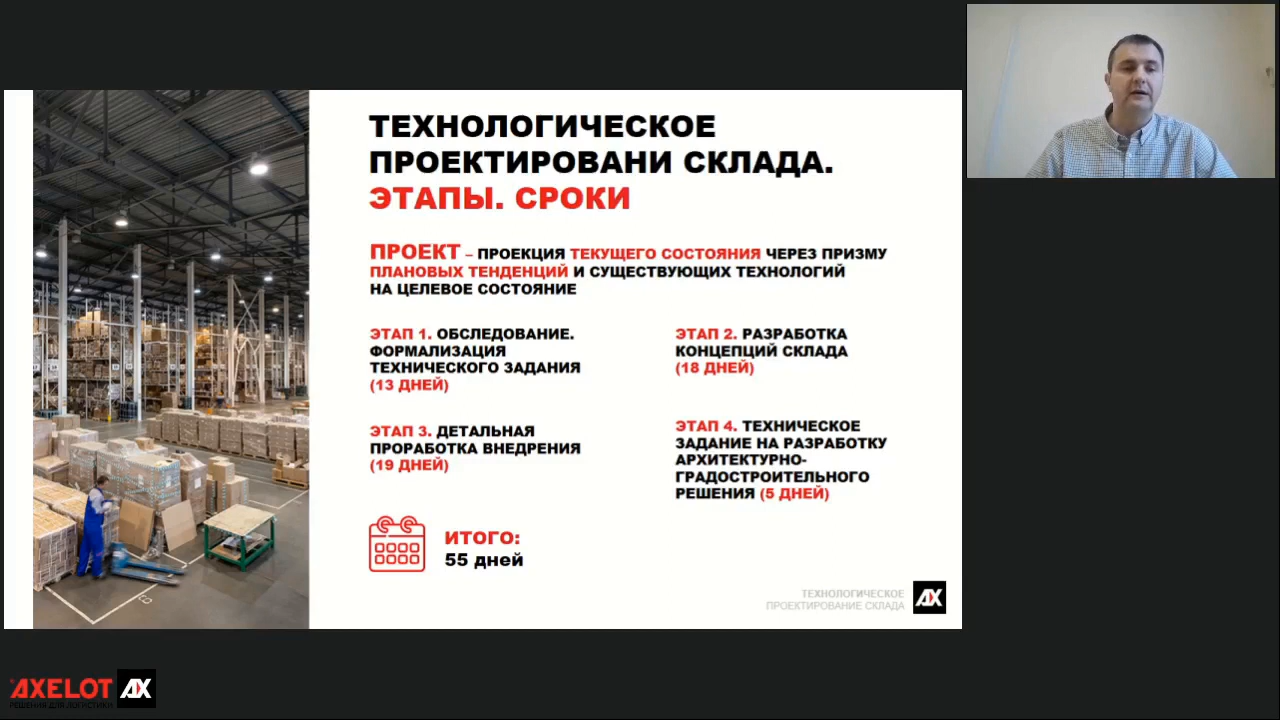 ТЕХНОЛОГИЧЕСКОЕ
ПРОЕКТИРОВАНИ СКЛАДА.
ЭТАПЫ. СРОКИ
ПРОЕКТ – ПРОЕКЦИЯ ТЕКУЩЕГО СОСТОЯНИЯ ЧЕРЕЗ ПРИЗМУ
ПЛАНОВЫХ ТЕНДЕНЦИЙ И СУЩЕСТВУЮЩИХ ТЕХНОЛОГИЙ
НА ЦЕЛЕВОЕ СОСТОЯНИЕ
ЭТАП 1. ОБСЛЕДОВАНИЕ.
ФОРМАЛИЗАЦИЯ
ТЕХНИЧЕСКОГО ЗАДАНИЯ
(13 ДНЕЙ)
ЭТАП 2. РАЗРАБОТКА
КОНЦЕПЦИЙ СКЛАДА
(18 ДНЕЙ)
ЭТАП 3. ДЕТАЛЬНАЯ
ПРОРАБОТКА ВНЕДРЕНИЯ
(19 ДНЕЙ)
ЭТАП 4. ТЕХНИЧЕСКОЕ
ЗАДАНИЕ НА РАЗРАБОТКУ
АРХИТЕКТУРНО-
ГРАДОСТРОИТЕЛЬНОГО
РЕШЕНИЯ (5 ДНЕЙ)
ИТОГО:
55 дней
ТЕХНОЛОГИЧЕСКОЕ
ПРОЕКТИРОВАНИЕ СКЛАДА
AX
AXELOT AX
РЕШЕНИЯ ДЛЯ ЛОГИСТИКИ